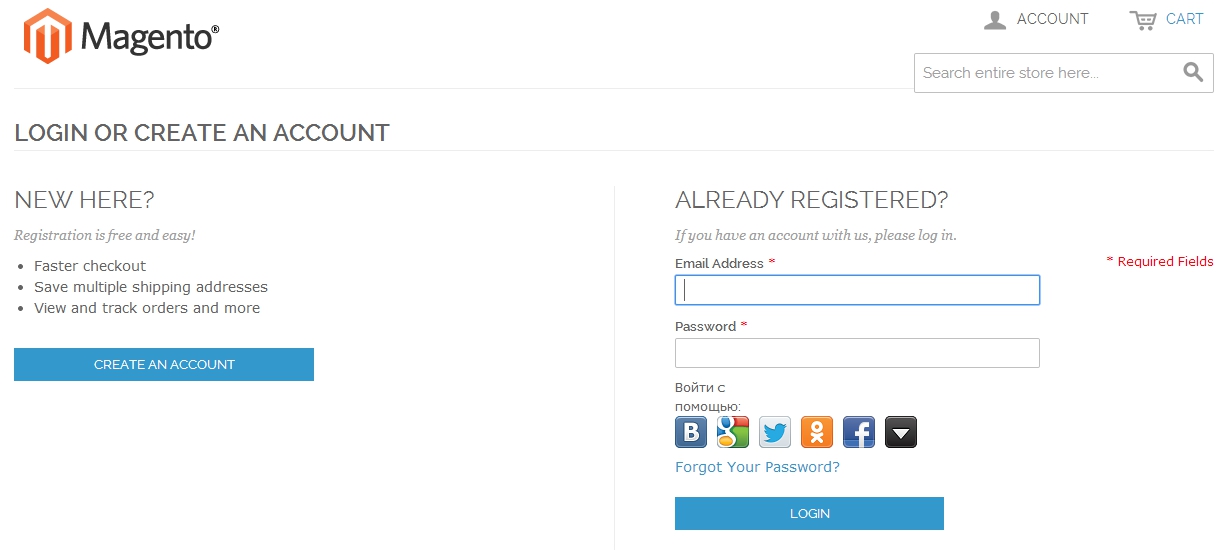 Magento®
ACCOUNT
CART
Search entire store here...
LOGIN OR CREATE AN ACCOUNT
NEW HERE?
Registration is free and easy!
• Faster checkout
• Save multiple shipping addresses
• View and track orders and more
CREATE AN ACCOUNT
ALREADY REGISTERED?
If you have an account with us, please log in.
Email Address *
* Required Fields
Password *
Войти с
помощью:
Forgot Your Password?
LOGIN